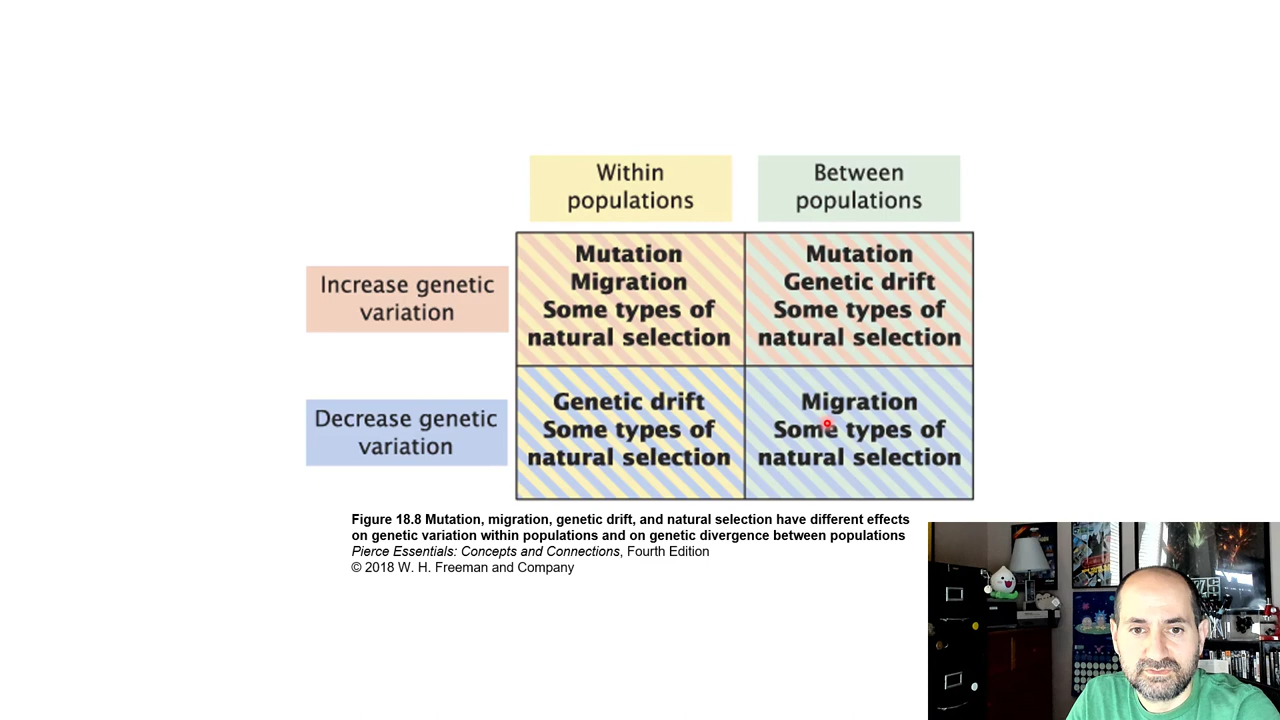 Within
populations
Between
populations
Increase genetic
variation
Mutation
Migration
Some types of
natural selection
Mutation
Genetic drift
Some types of
natural selection
Decrease genetic
variation
Genetic drift
Some types of
natural selection
Migration
Some types of
natural selection
Figure 18.8 Mutation, migration, genetic drift, and natural selection have different effects
on genetic variation within populations and on genetic divergence between populations
Pierce Essentials: Concepts and Connections, Fourth Edition
© 2018 W. H. Freeman and Company